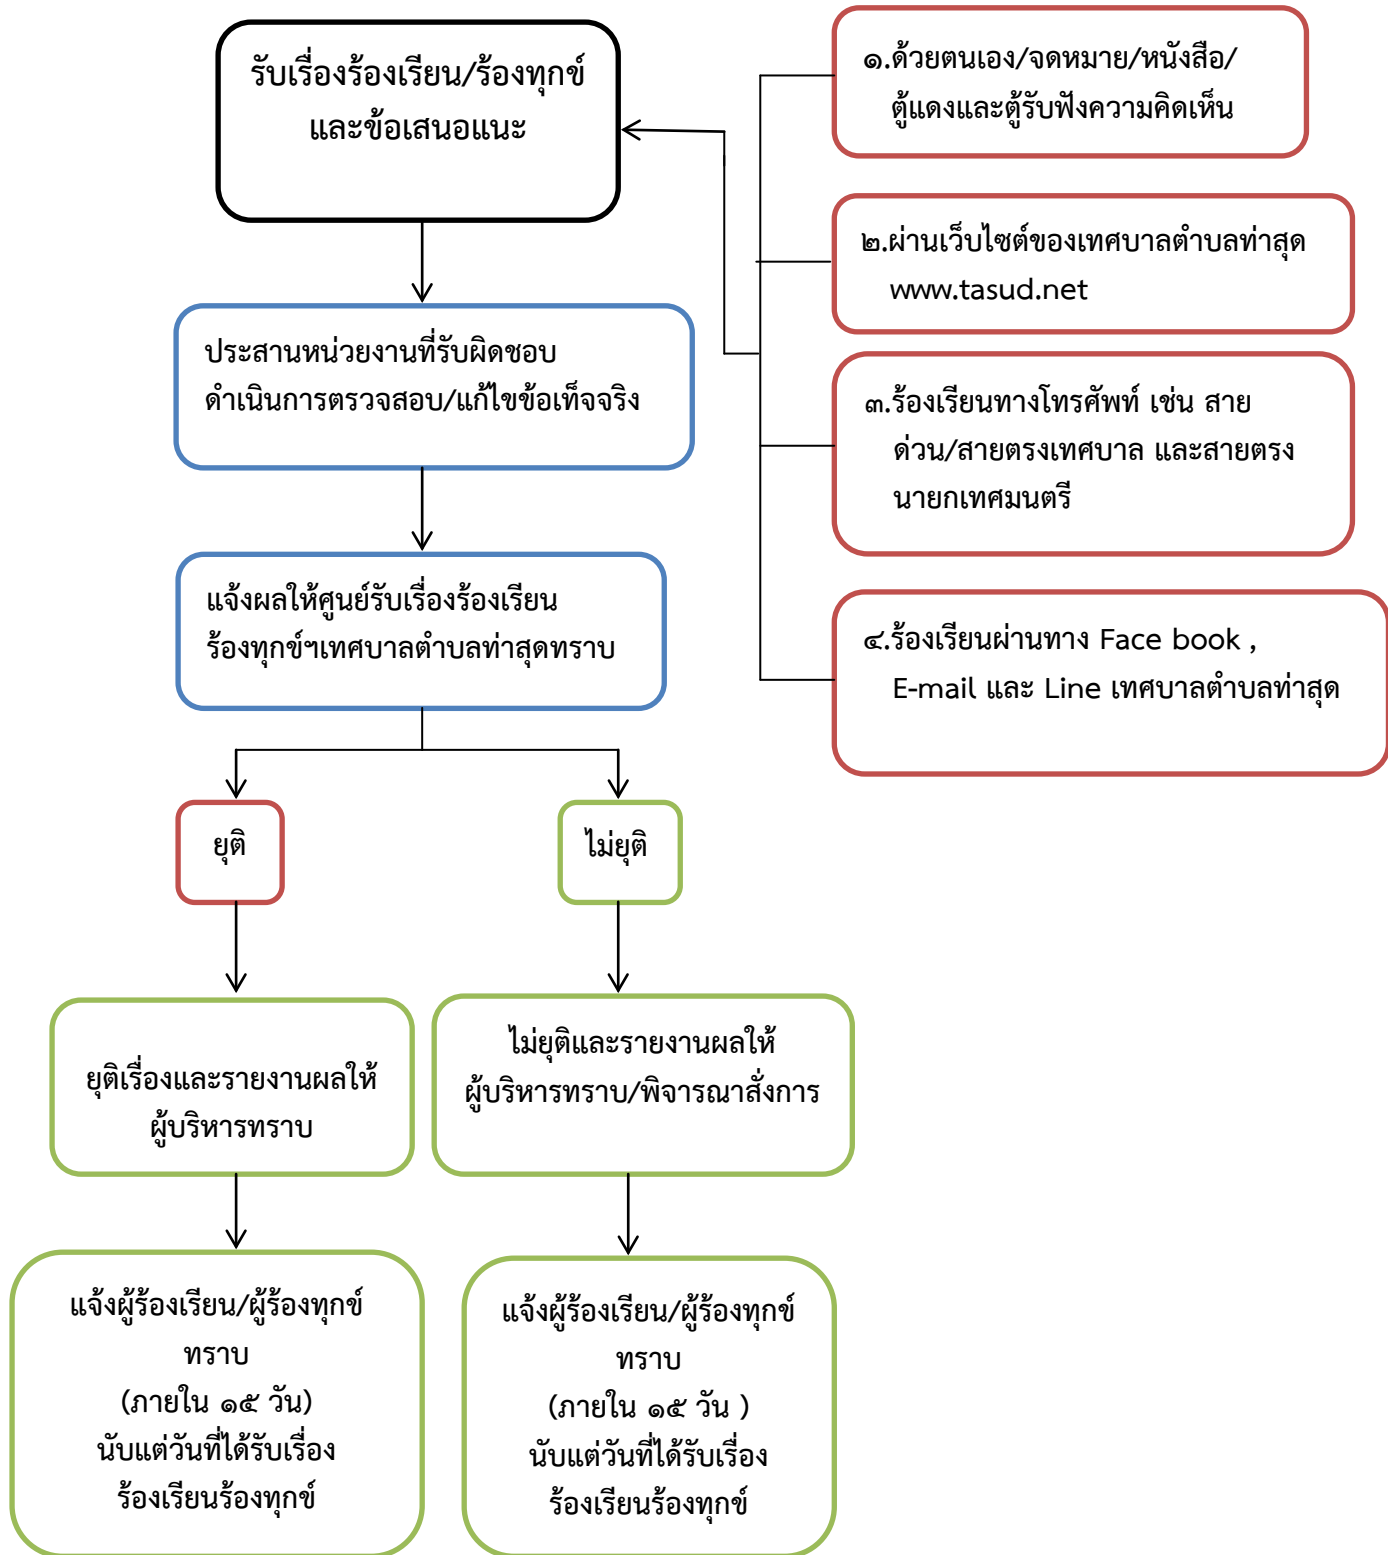 รับเรื่องร้องเรียน/ร้องทุกข์
และข้อเสนอแนะ
๑.ด้วยตนเอง/จดหมาย/หนังสือ/
ตู้แดงและตู้รับฟังความคิดเห็น
๒.ผ่านเว็บไซต์ของเทศบาลตำบลท่าสุด
www.tasud.net
๓.ร้องเรียนทางโทรศัพท์ เช่น สาย
ด่วน/สายตรงเทศบาล และสายตรง
นายกเทศมนตรี
๔.ร้องเรียนผ่านทาง Face book ,
E-mail และ Line เทศบาลตำบลท่าสุด
ประสานหน่วยงานที่รับผิดชอบ
ดำเนินการตรวจสอบ/แก้ไขข้อเท็จจริง
แจ้งผลให้ศูนย์รับเรื่องร้องเรียน
ร้องทุกข์ฯเทศบาลตำบลท่าสุดทราบ
ยุติ
ไม่ยุติ
ยุติเรื่องและรายงานผลให้
ผู้บริหารทราบ
ไม่ยุติและรายงานผลให้
ผู้บริหารทราบ/พิจารณาสั่งการ
แจ้งผู้ร้องเรียน/ผู้ร้องทุกข์
ทราบ
(ภายใน ๑๕ วัน)
นับแต่วันที่ได้รับเรื่อง
ร้องเรียนร้องทุกข์
แจ้งผู้ร้องเรียน/ผู้ร้องทุกข์
ทราบ
(ภายใน ๑๕ วัน )
นับแต่วันที่ได้รับเรื่อง
ร้องเรียนร้องทุกข์